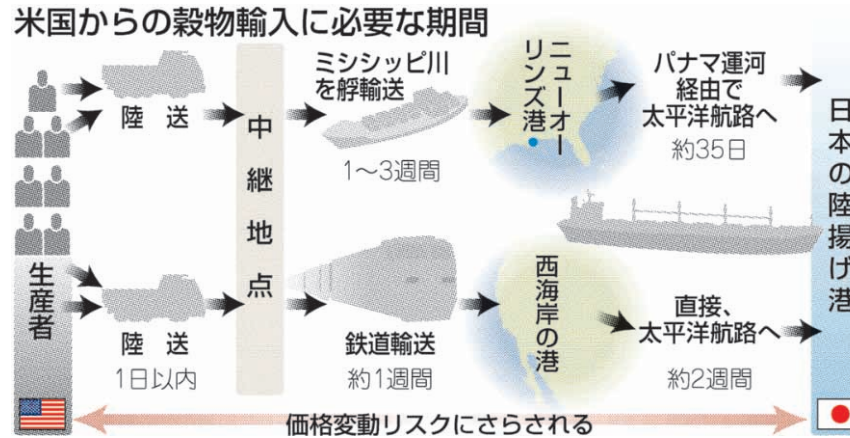 米国からの穀物輸入に必要な期間
生産者
陸 送
中継地点
ミシシッピ川
を艀輸送
1〜3週間
ニューオー
リンズ港
パナマ運河
経由で
太平洋航路へ
約35日
陸 送
1日以内
鉄道輸送
約1週間
西海岸の港
直接、
太平洋航路へ
約2週間
日本の陸揚げ港
価格変動リスクにさらされる